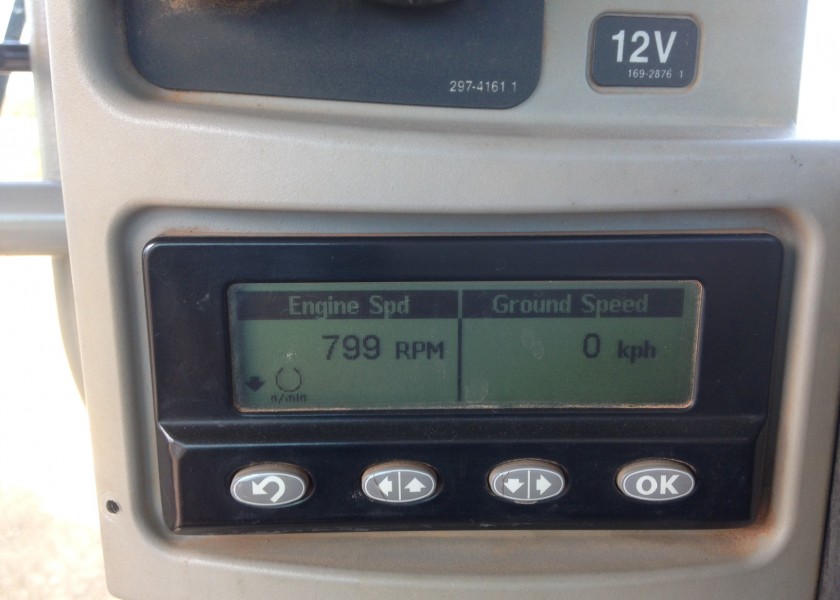 297-4161 1
12V
169-2876 1
Engine Spd
Ground Speed
799 RPM
0 kph
n/min
OK